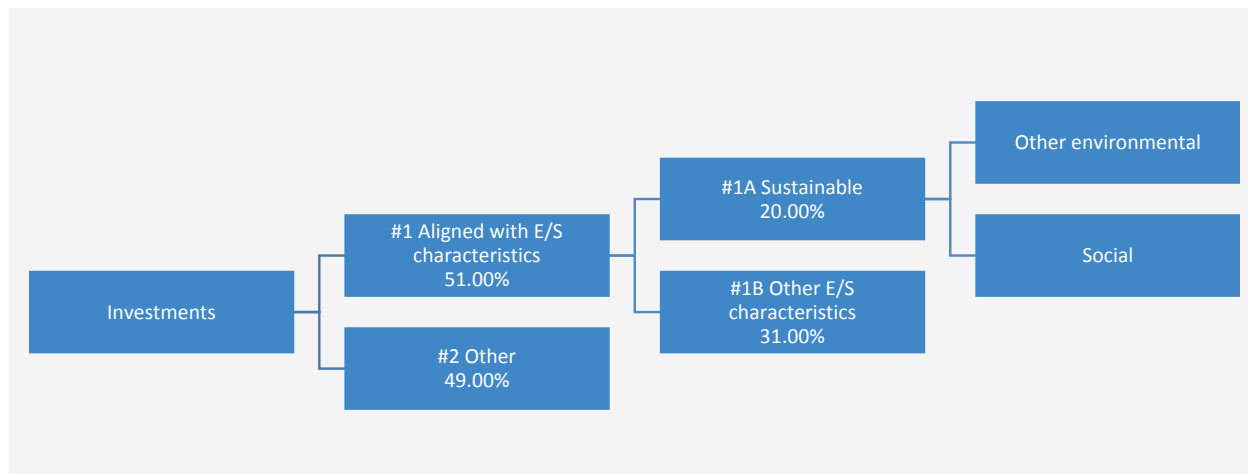 Investments
#1 Aligned with E/S
characteristics
51.00%
#2 Other
49.00%
#1A Sustainable
20.00%
#1B Other E/S
characteristics
31.00%
Other environmental
Social